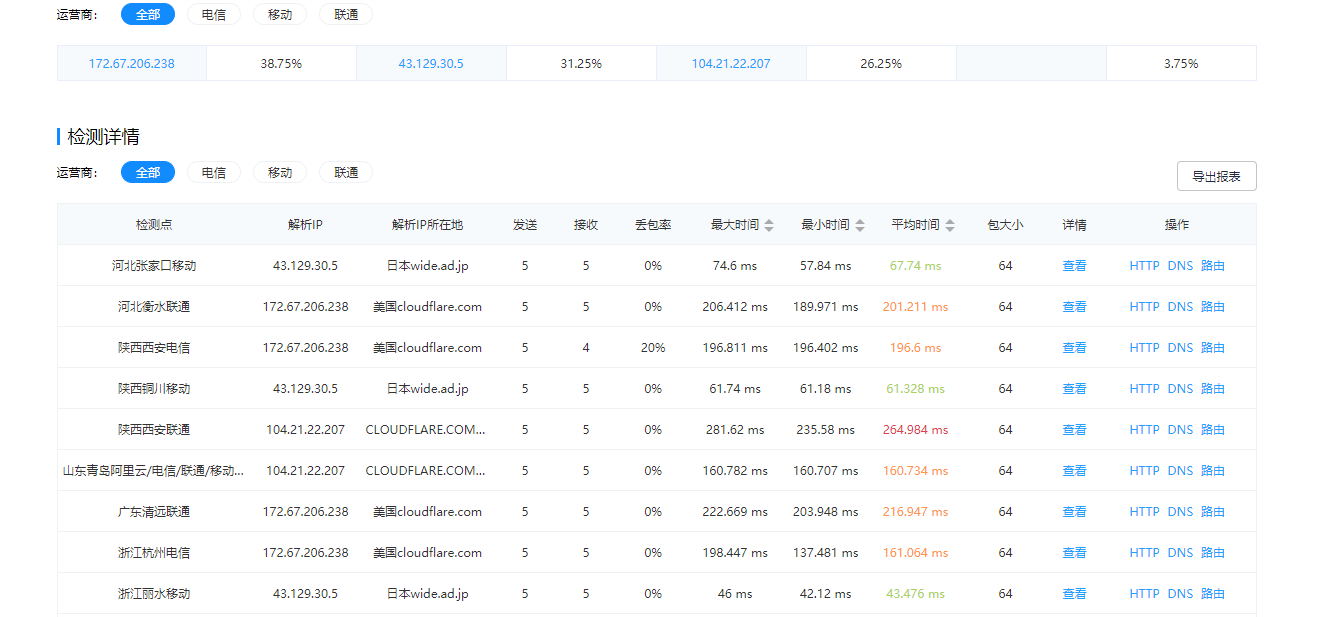 运营商： 全部 电信 移动 联通
172.67.206.238 38.75% 43.129.30.5 31.25% 104.21.22.207 26.25% 3.75%
检测详情
运营商： 全部 电信 移动 联通
导出报表
检测点 解析IP 解析IP所在地 发送 接收 丢包率 最大时间 最小时间 平均时间 包大小 详情 操作
河北张家口移动 43.129.30.5 日本wide.ad.jp 5 5 0% 74.6 ms 57.84 ms 67.74 ms 64 查看 HTTP DNS 路由
河北衡水联通 172.67.206.238 美国cloudflare.com 5 5 0% 206.412 ms 189.971 ms 201.211 ms 64 查看 HTTP DNS 路由
陕西西安电信 172.67.206.238 美国cloudflare.com 5 4 20% 196.811 ms 196.402 ms 196.6 ms 64 查看 HTTP DNS 路由
陕西铜川移动 43.129.30.5 日本wide.ad.jp 5 5 0% 61.74 ms 61.18 ms 61.328 ms 64 查看 HTTP DNS 路由
陕西西安联通 104.21.22.207 CLOUDFLARE.COM... 5 5 0% 281.62 ms 235.58 ms 264.984 ms 64 查看 HTTP DNS 路由
山东青岛阿里云/电信/联通/移动... 104.21.22.207 CLOUDFLARE.COM... 5 5 0% 160.782 ms 160.707 ms 160.734 ms 64 查看 HTTP DNS 路由
广东清远联通 172.67.206.238 美国cloudflare.com 5 5 0% 222.669 ms 203.948 ms 216.947 ms 64 查看 HTTP DNS 路由
浙江杭州电信 172.67.206.238 美国cloudflare.com 5 5 0% 198.447 ms 137.481 ms 161.064 ms 64 查看 HTTP DNS 路由
浙江丽水移动 43.129.30.5 日本wide.ad.jp 5 5 0% 46 ms 42.12 ms 43.476 ms 64 查看 HTTP DNS 路由